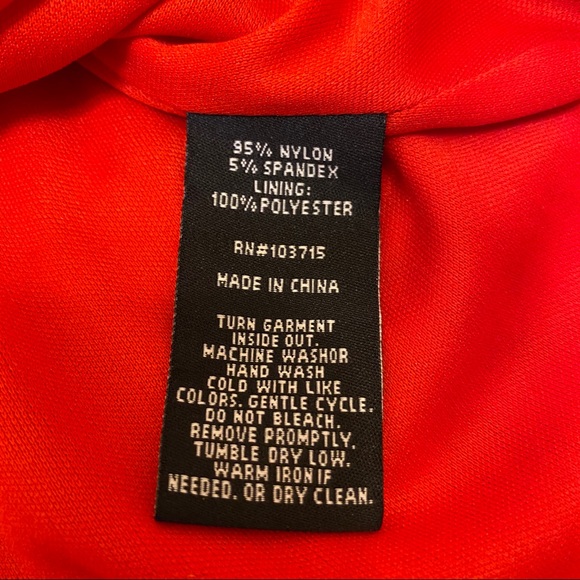 95% NYLON
5% SPANDEX
LINING:
100%POLYESTER
RN#103715
MADE IN CHINA
TURN GARMENT
INSIDE OUT.
MACHINE WASHOR
HAND WASH
COLD WITH LIKE
COLORS. GENTLE CYCLE.
DO NOT BLEACH.
REMOVE PROMPTLY.
TUMBLE DRY LOW.
WARM IRON IF
NEEDED. OR DRY CLEAN.